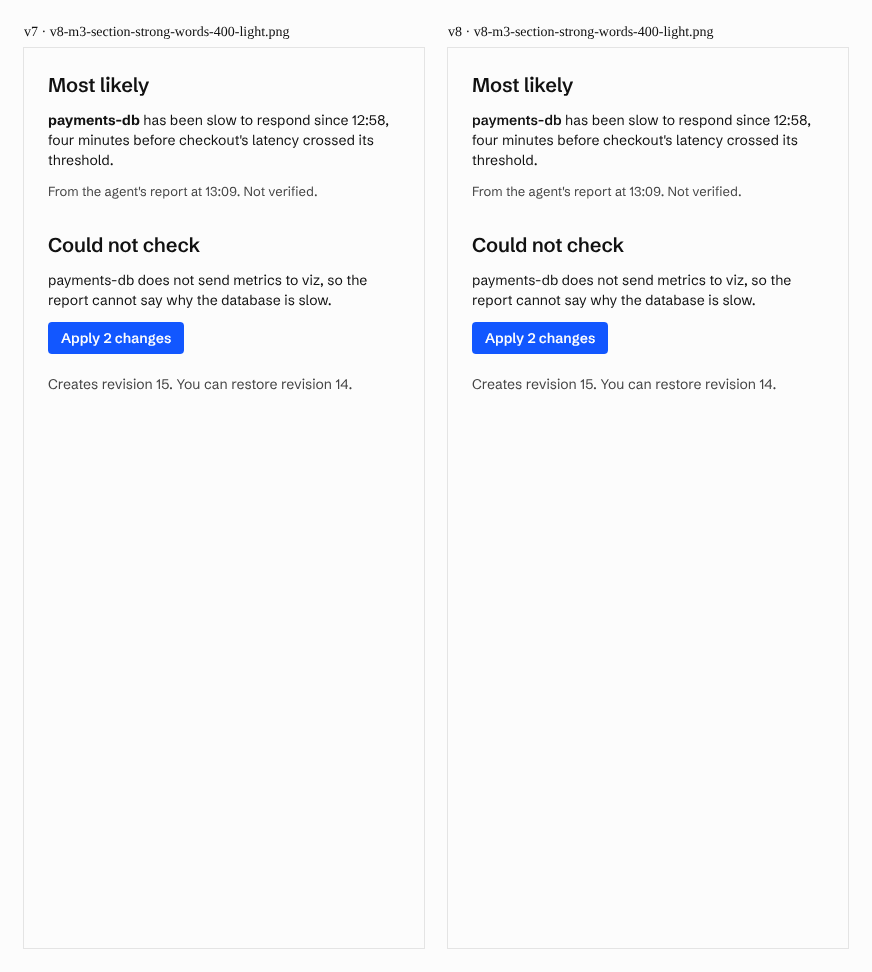 v7 · v8-m3-section-strong-words-400-light.png
Most likely
payments-db has been slow to respond since 12:58,
four minutes before checkout's latency crossed its
threshold.
From the agent's report at 13:09. Not verified.
Could not check
payments-db does not send metrics to viz, so the
report cannot say why the database is slow.
Apply 2 changes
Creates revision 15. You can restore revision 14.
v8 · v8-m3-section-strong-words-400-light.png
Most likely
payments-db has been slow to respond since 12:58,
four minutes before checkout's latency crossed its
threshold.
From the agent's report at 13:09. Not verified.
Could not check
payments-db does not send metrics to viz, so the
report cannot say why the database is slow.
Apply 2 changes
Creates revision 15. You can restore revision 14.